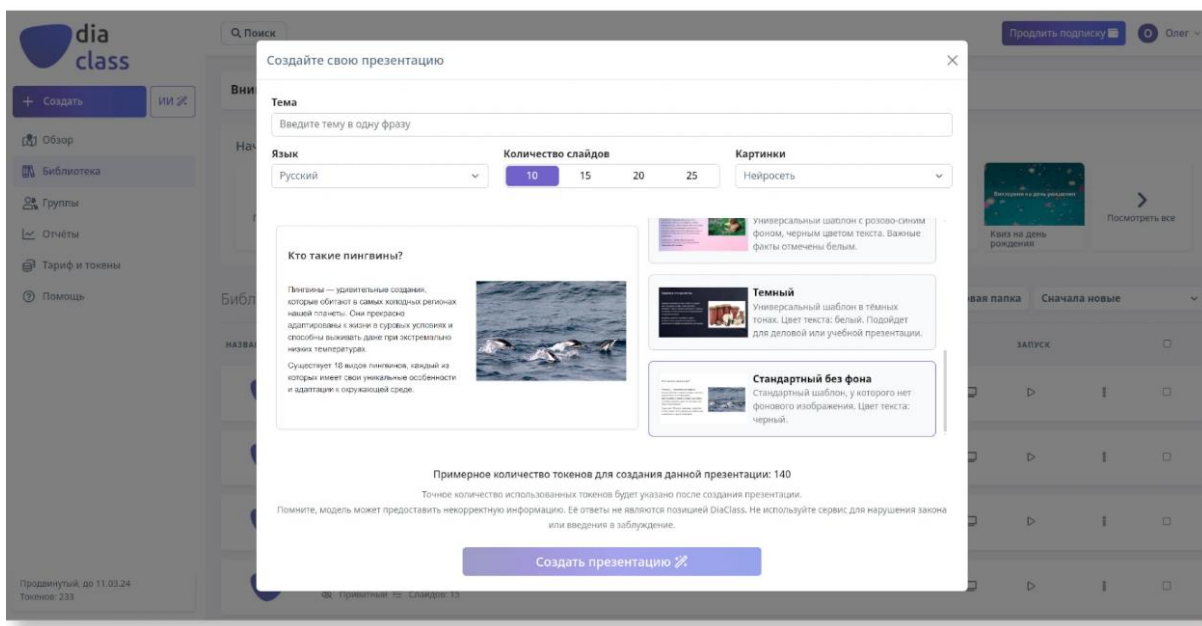 dia
class
Поиск
Продлить подписку
О Олег
+ Создать
ИИ
Обзор
Библиотека
Группы
Отчёты
Тариф и токены
Помощь
Создайте свою презентацию
Тема
Введите тему в одну фразу
Язык
Количество слайдов
Картинки
Русский
10 15 20 25
Нейросеть
Кто такие пингвины?
Пингвины — удивительные создания,
которые обитают в самых холодных регионах
нашей планеты. Они прекрасно
адаптированы к жизни в суровых условиях и
способны выживать даже при экстремально
низких температурах.
Существует 18 видов пингвинов, каждый из
которых имеет свои уникальные особенности
и адаптации к окружающей среде.
Универсальный шаблон с розово-синим
фоном, черным цветом текста. Важные
факты отмечены белым.
Темный
Универсальный шаблон в тёмных
тонах. Цвет текста: белый. Подойдет
для деловой или учебной презентации.
Стандартный без фона
Стандартный шаблон, у которого нет
фонового изображения. Цвет текста:
черный.
Примерное количество токенов для создания данной презентации: 140
Точное количество использованных токенов будет указано после создания презентации.
Помните, модель может предоставить некорректную информацию. Её ответы не являются позицией DiaClass. Не используйте сервис для нарушения закона
или введения в заблуждение.
Создать презентацию
Викторина на день рождения
Квиз на день
рождения
Посмотреть все
Сначала новые
ЗАПУСК
Приватный Слайдов: 15
Продвинутый, до 11.03.24
Токенов: 233